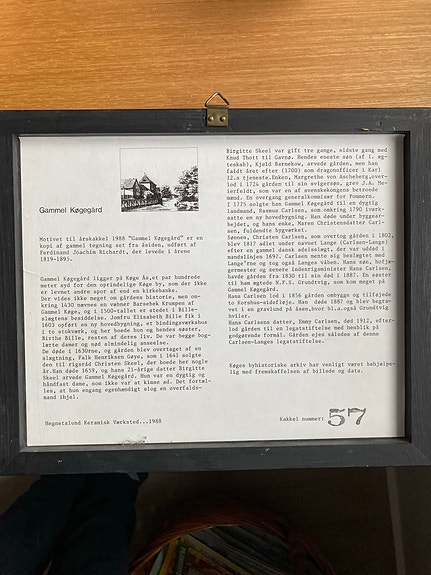 Gammel Køgegård
Motivet til årskakkel 1988 "Gammel Køgegård" er en
kopi af gammel tegning set fra åsiden, udført af
Ferdinand Joachim Richardt, der levede i årene
1819-1895.
Gammel Køgegård ligger på Køge Ås, et par hundrede
meter syd for den oprindelige Køge by, som der ikke
er levnet andre spor af end en kirkebanke.
Der vides ikke meget om gårdens historie, men om-
kring 1430 nævnes en væbner Barsebek Krumpen af
Gammel Køge, og i 1500-tallet er stedet i Bille-
slægtens besiddelse. Jomfru Elisabeth Bille fik i
1603 opført en ny hovedbygning, et bindingsværkshus
i to stokværk, og her boede hun og hendes søster,
Birthe Bille, resten af deres liv. De var begge bog-
lærte damer og nød almindelig anseelse.
De døde i 1630rne, og gården blev overtaget af en
slægtning, Falk Henriksen Gøye, som i 1641 solgte
den til rigsråd Christen Skeel, der boede her nogle
år. Han døde 1659, og hans 21-årige datter Birgitte
Skeel arvede Gammel Køgegård. Hun var en dygtig og
håndfast dame, som ikke var at kimse ad. Det fortæl-
les, at hun engang egenhændigt slog en overfalds-
mand ihjel.
Hegnetslund Keramisk Værksted...1988
Birgitte Skeel var gift tre gange, sidste gang med
Knud Thott til Gavnø. Hendes eneste søn (af 1. æg-
teskab), Kjeld Barnekow, arvede gården, men han
faldt året efter (1700) som dragonofficer i Karl
12.s tjeneste. Enken, Margrethe von Ascheberg, over-
lod i 1724 gården til sin svigersøn, grev J.A. Me-
ierfeldt, som var en af svenskekongens betroede
mænd. En overgang generalkommisær for Pommern.
I 1775 solgte han Gammel Køgegård til en dygtig
landmand, Rasmus Carlsen, som omkring 1790 iværk-
satte en ny hovedbygning. Han døde under byggear-
bejdet, og hans enke, Maren Christensdatter Carl-
sen, fuldendte bygværket.
Sønnen, Christen Carlsen, som overtog gården i 1802,
blev 1817 adlet under navnet Lange (Carlsen-Lange)
efter en gammel dansk adelsslægt, der var uddød i
mandslinjen 1697. Carlsen mente sig beslægtet med
Lange'rne og tog også Langes våben. Hans søn, hofjæ-
germester og senere indenrigsminister Hans Carlsen,
havde gården fra 1830 til sin død i 1887. En søster
til ham ægtede N.F.S. Grundtvig, som kom meget på
Gammel Køgegård.
Hans Carlsen lod i 1856 gården ombygge og tilføjede
to Korshus-sidefløje. Han døde 1887 og blev begra-
vet i en gravlund på åsen, hvor bl.a. også Grundtvig
hviler.
Hans Carlsens datter, Emmy Carlsen, død 1912, efter-
lod gården til en legatstiftelse med henblik på
godgørende formål. Gården ejes således af denne
Carlsen-Langes legatstiftelse.
Køges byhistoriske arkiv har venligt været behjælpe-
lig med fremskaffelsen af billede og data.
Kakkel nummer: 57